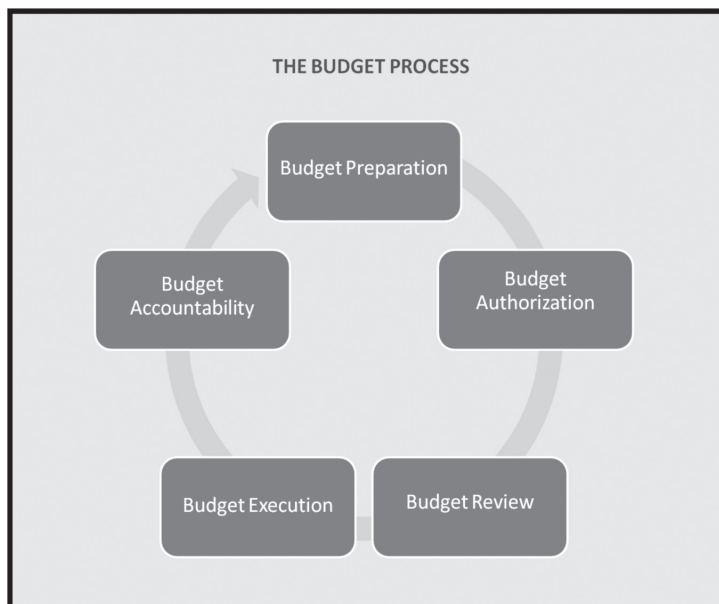 THE BUDGET PROCESS
Budget Preparation
Budget
Authorization
Budget Review
Budget Execution
Budget
Accountability